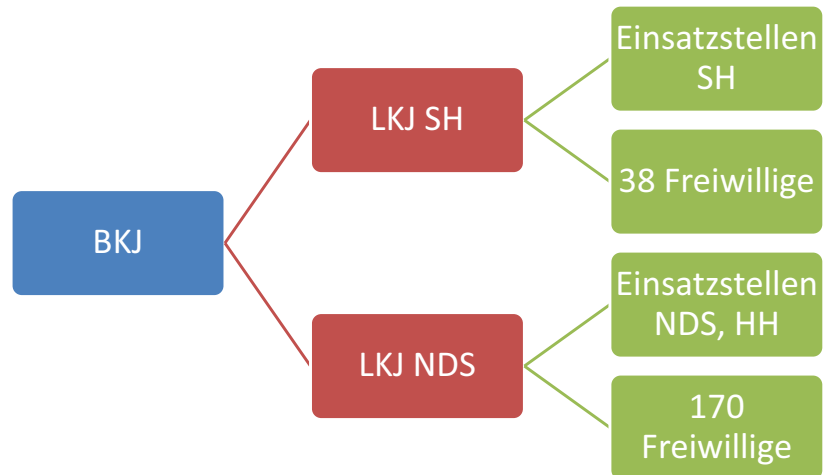 BKJ
LKJ SH
Einsatzstellen
SH
38 Freiwillige
LKJ NDS
Einsatzstellen
NDS, HH
170
Freiwillige